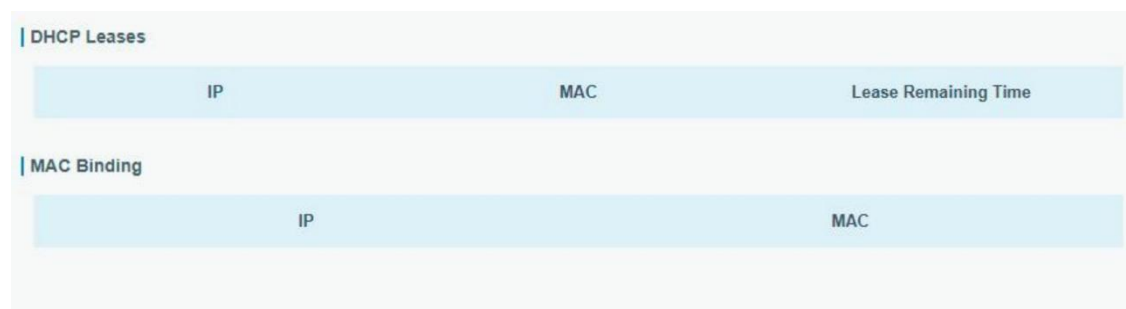 DHCP Leases
IP MAC Lease Remaining Time
MAC Binding
IP MAC